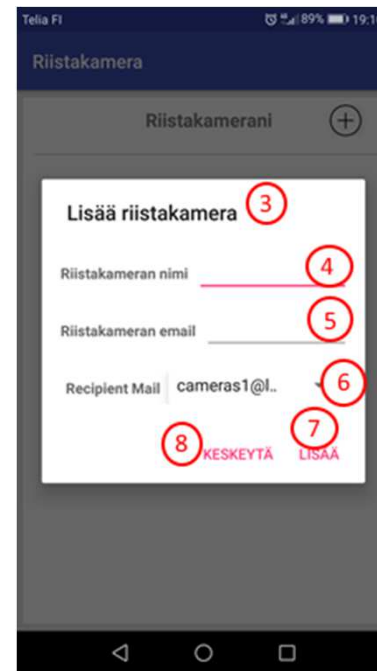 Telia FI 89% 19:1
Riistakamera
Riistakamerani
Lisää riistakamera 3
Riistakameran nimi 4
Riistakameran email 5
Recipient Mail cameras1@l.. 6
8 KESKEYTÄ 7 LISÄÄ